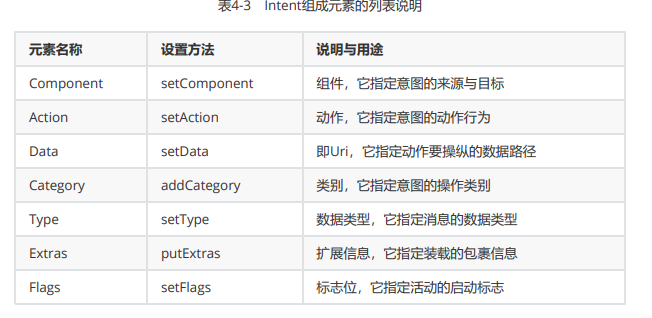 表4-3 Intent组成元素的列表说明
元素名称 设置方法 说明与用途
Component setComponent 组件，它指定意图的来源与目标
Action setAction 动作，它指定意图的动作行为
Data setData 即Uri，它指定动作要操纵的数据路径
Category addCategory 类别，它指定意图的操作类别
Type setType 数据类型，它指定消息的数据类型
Extras putExtras 扩展信息，它指定装载的包裹信息
Flags setFlags 标志位，它指定活动的启动标志